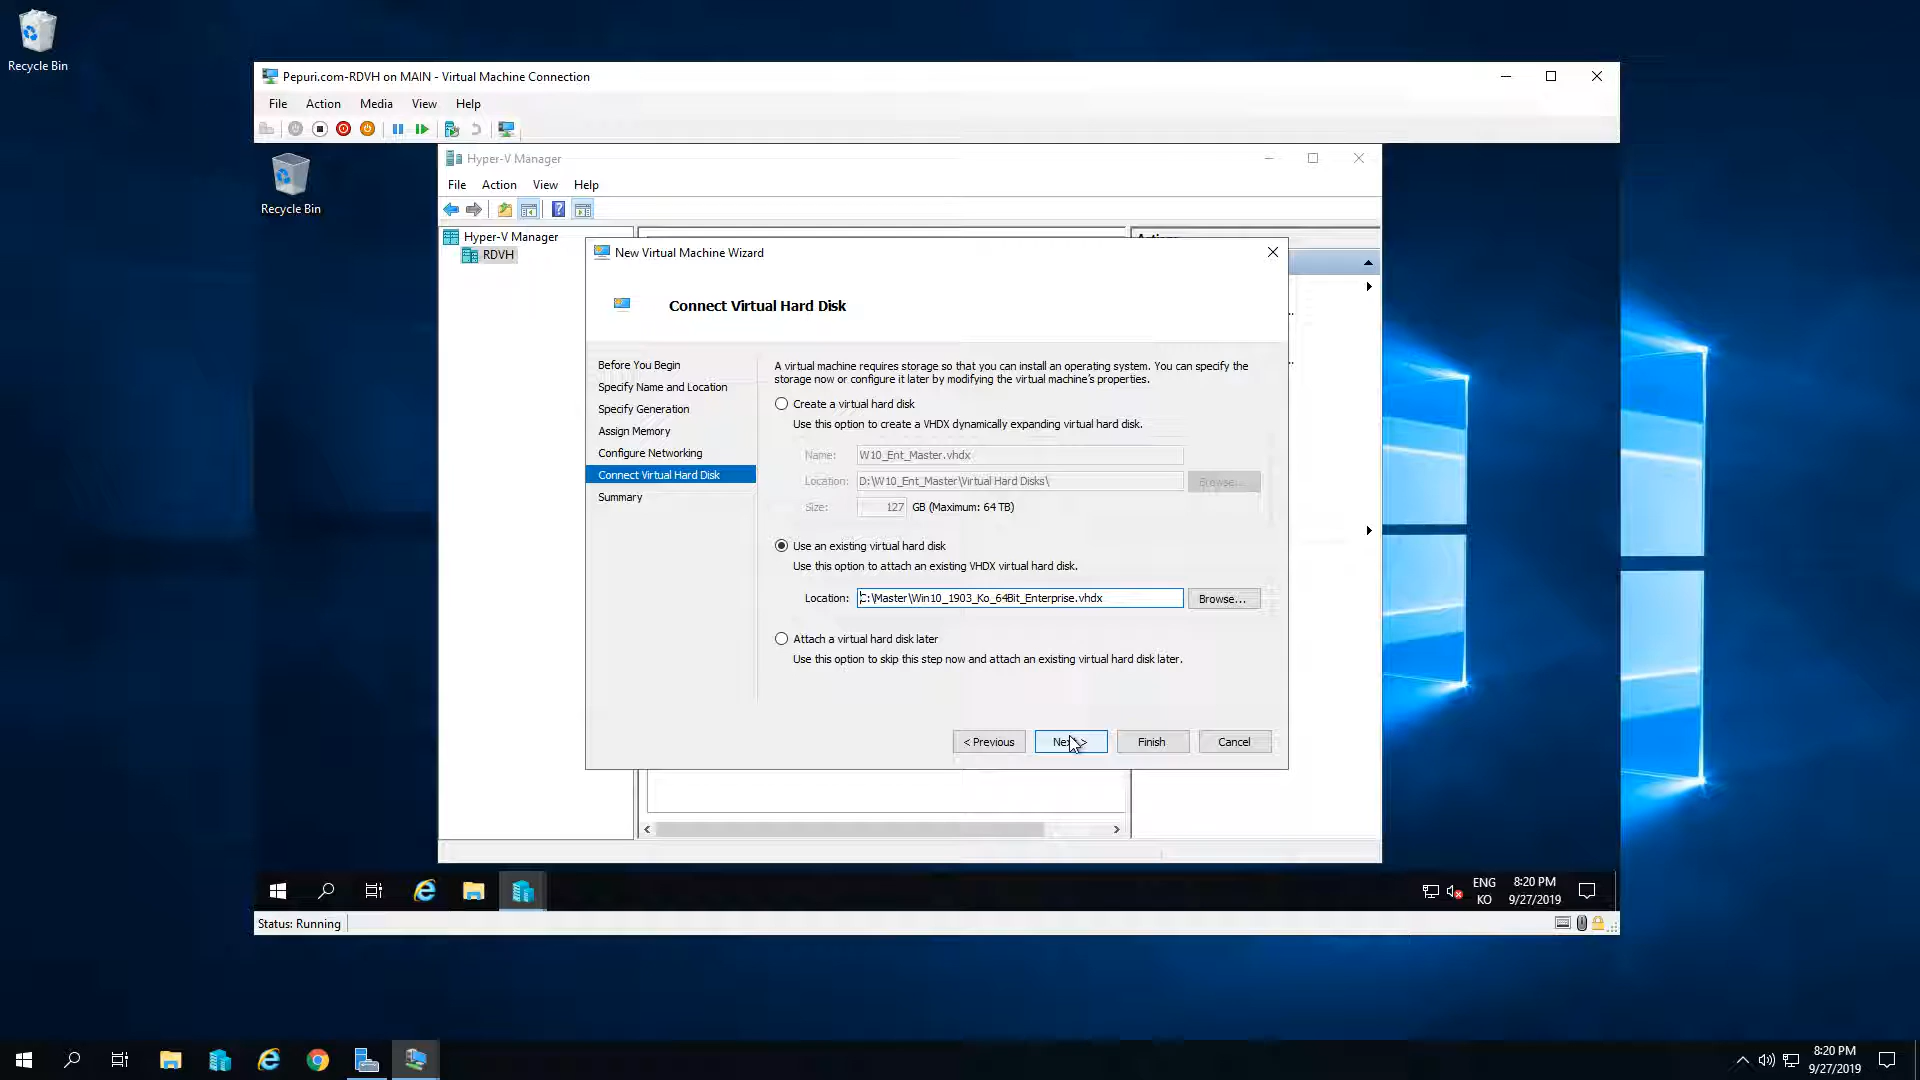 Recycle Bin
Pepuri.com-RDVH on MAIN - Virtual Machine Connection
File Action Media View Help
Recycle Bin
Hyper-V Manager
File Action View Help
Hyper-V Manager
RDVH
New Virtual Machine Wizard
Connect Virtual Hard Disk
Before You Begin
Specify Name and Location
Specify Generation
Assign Memory
Configure Networking
Connect Virtual Hard Disk
Summary
A virtual machine requires storage so that you can install an operating system. You can specify the
storage now or configure it later by modifying the virtual machine's properties.
Create a virtual hard disk
Use this option to create a VHDX dynamically expanding virtual hard disk.
Name: W10_Ent_Master.vhdx
Location: D:\W10_Ent_Master\Virtual Hard Disks\ Browse...
Size: 127 GB (Maximum: 64 TB)
Use an existing virtual hard disk
Use this option to attach an existing VHDX virtual hard disk.
Location: C:\Master\Win10_1903_Ko_64Bit_Enterprise.vhdx Browse...
Attach a virtual hard disk later
Use this option to skip this step now and attach an existing virtual hard disk later.
< Previous Next > Finish Cancel
ENG
KO
8:20 PM
9/27/2019
Status: Running
8:20 PM
9/27/2019